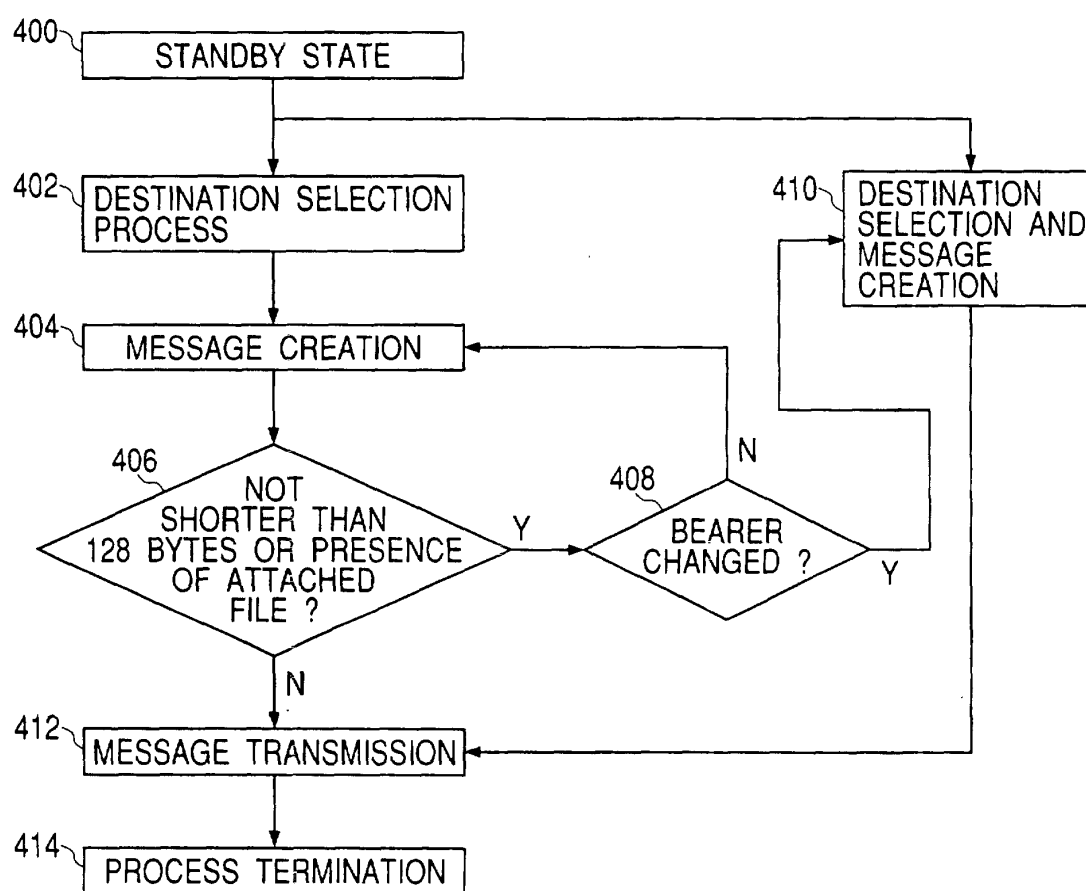 400
STANDBY STATE
402
DESTINATION SELECTION
PROCESS
410
DESTINATION
SELECTION AND
MESSAGE
CREATION
404
MESSAGE CREATION
406
NOT
SHORTER THAN
128 BYTES OR PRESENCE
OF ATTACHED
FILE ?
Y
N
408
BEARER
CHANGED ?
N
Y
412
MESSAGE TRANSMISSION
414
PROCESS TERMINATION